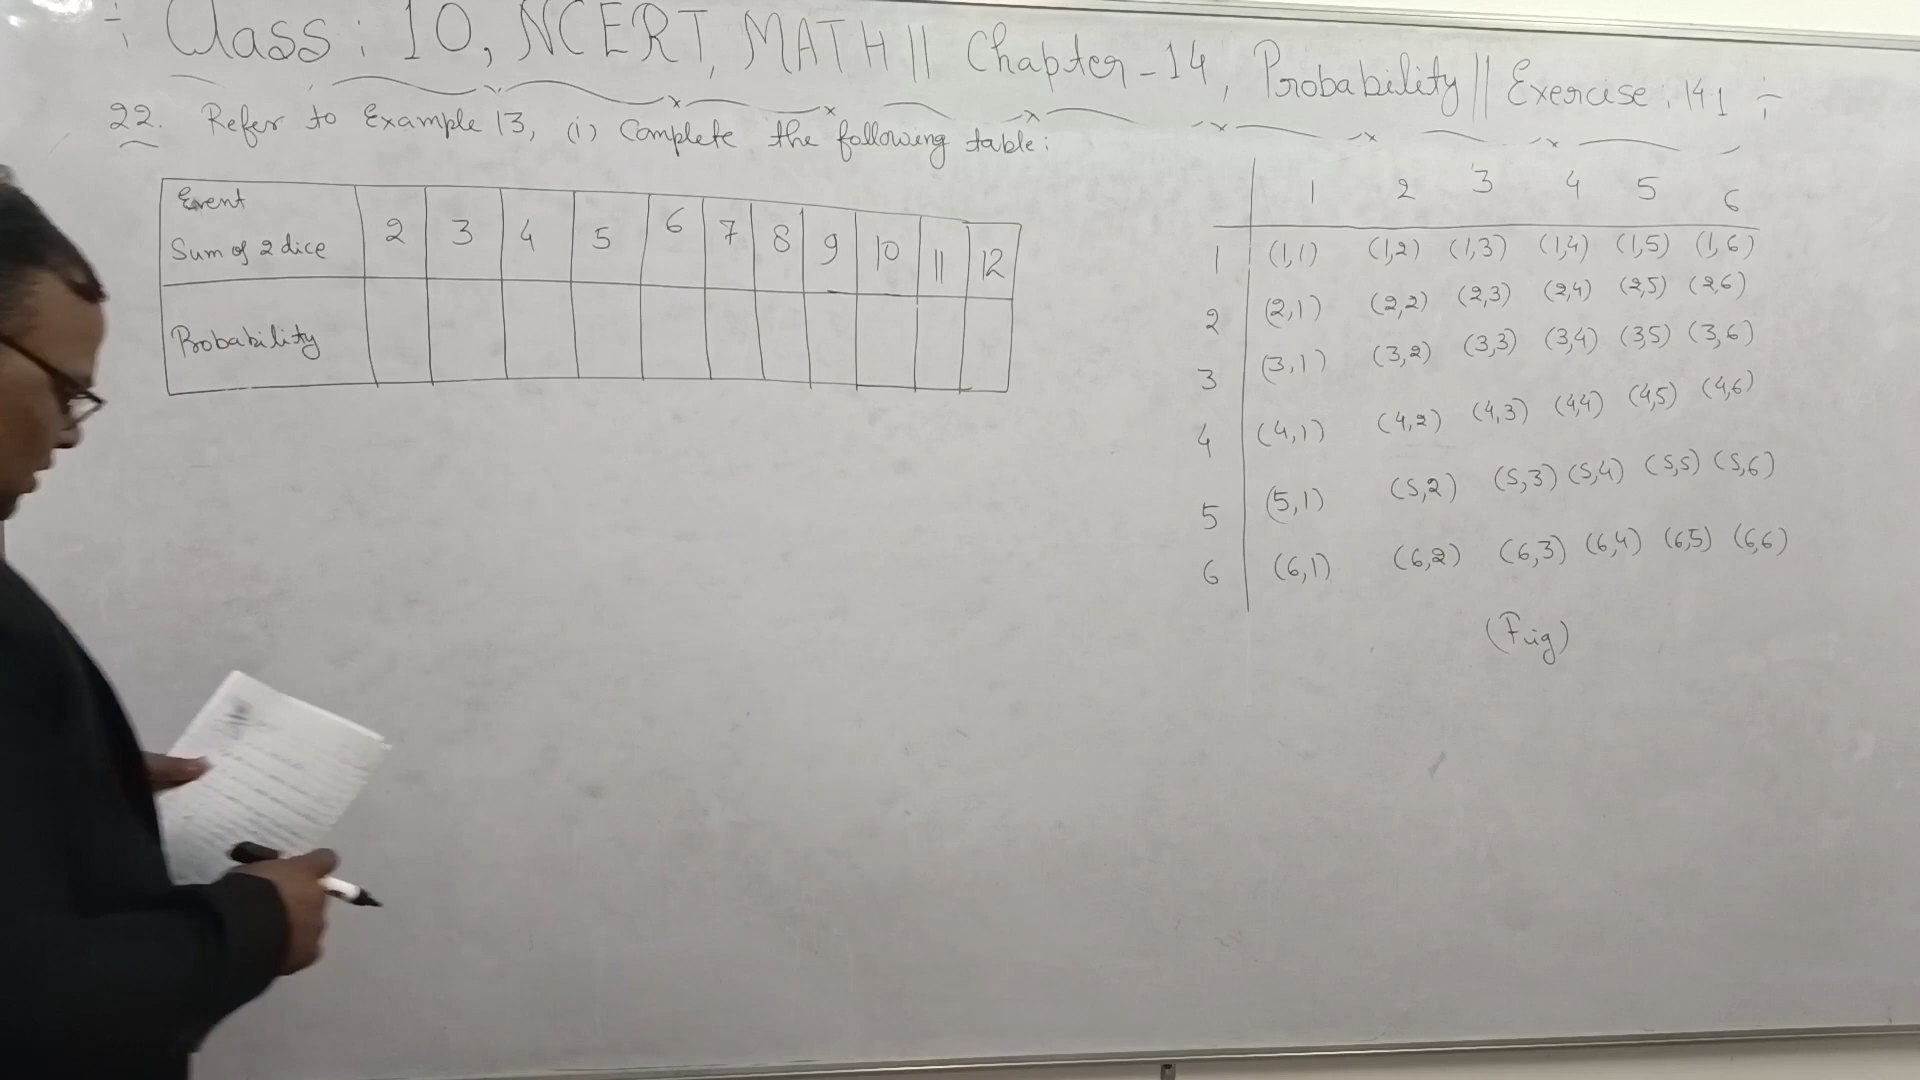 ÷ Class : 10, NCERT, MATH || Chapter - 14, Probability || Exercise : 14.1 ÷
22. Refer to Example 13, (i) Complete the following table:
Event
Sum of 2 dice 2 3 4 5 6 7 8 9 10 11 12
Probability
1 2 3 4 5 6
1 (1,1) (1,2) (1,3) (1,4) (1,5) (1,6)
2 (2,1) (2,2) (2,3) (2,4) (2,5) (2,6)
3 (3,1) (3,2) (3,3) (3,4) (3,5) (3,6)
4 (4,1) (4,2) (4,3) (4,4) (4,5) (4,6)
5 (5,1) (5,2) (5,3) (5,4) (5,5) (5,6)
6 (6,1) (6,2) (6,3) (6,4) (6,5) (6,6)
(Fig)